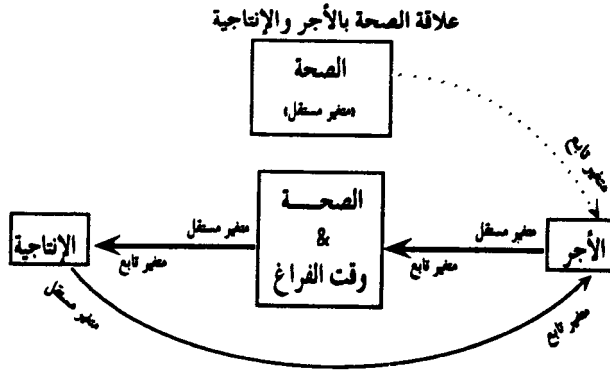 علاقة الصحة بالأجر والإنتاجية
الصحة
«متغير مستقل»
متغير تابع
الصحـــة
&
وقت الفراغ
الأجر
متغير مستقل
متغير تابع
متغير مستقل
متغير تابع
الإنتاجية
متغير مستقل
متغير تابع